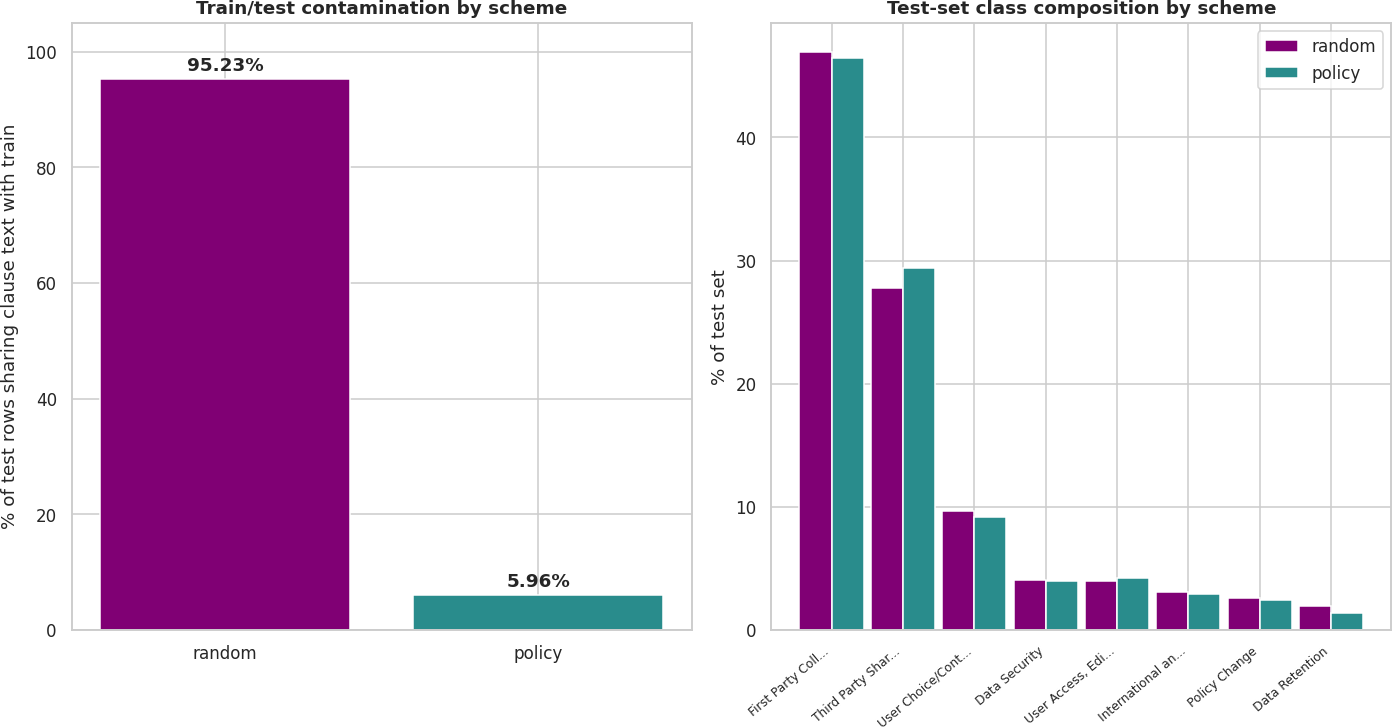 Train/test contamination by scheme
% of test rows sharing clause text with train
100
80
60
40
20
0
95.23%
5.96%
random
policy
Test-set class composition by scheme
% of test set
40
30
20
10
0
random
policy
First Party Coll...
Third Party Shar...
User Choice/Cont...
Data Security
User Access, Edi...
International an...
Policy Change
Data Retention